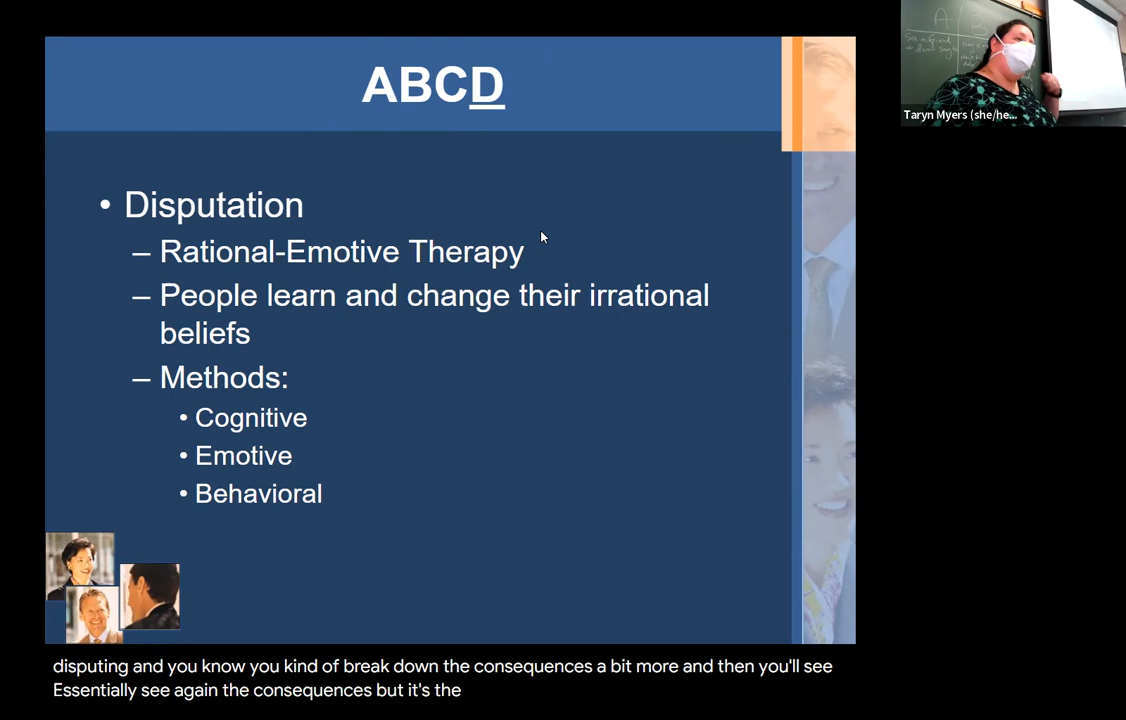 ABCD
• Disputation
– Rational-Emotive Therapy
– People learn and change their irrational
beliefs
– Methods:
• Cognitive
• Emotive
• Behavioral
A B
See a friend
Taryn Myers (she/he...
disputing and you know you kind of break down the consequences a bit more and then you'll see
Essentially see again the consequences but it's the